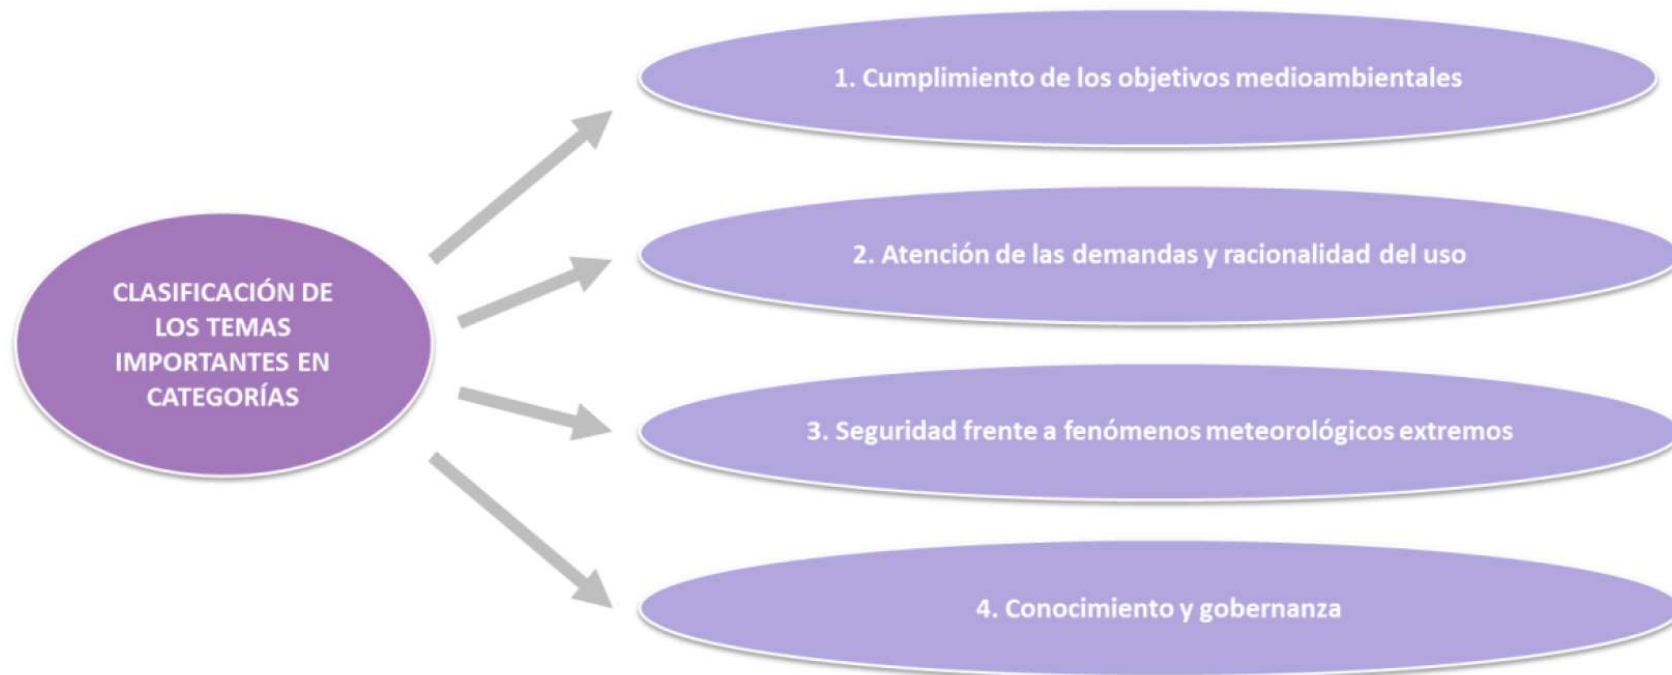 CLASIFICACIÓN DE
LOS TEMAS
IMPORTANTES EN
CATEGORÍAS
1. Cumplimiento de los objetivos medioambientales
2. Atención de las demandas y racionalidad del uso
3. Seguridad frente a fenómenos meteorológicos extremos
4. Conocimiento y gobernanza